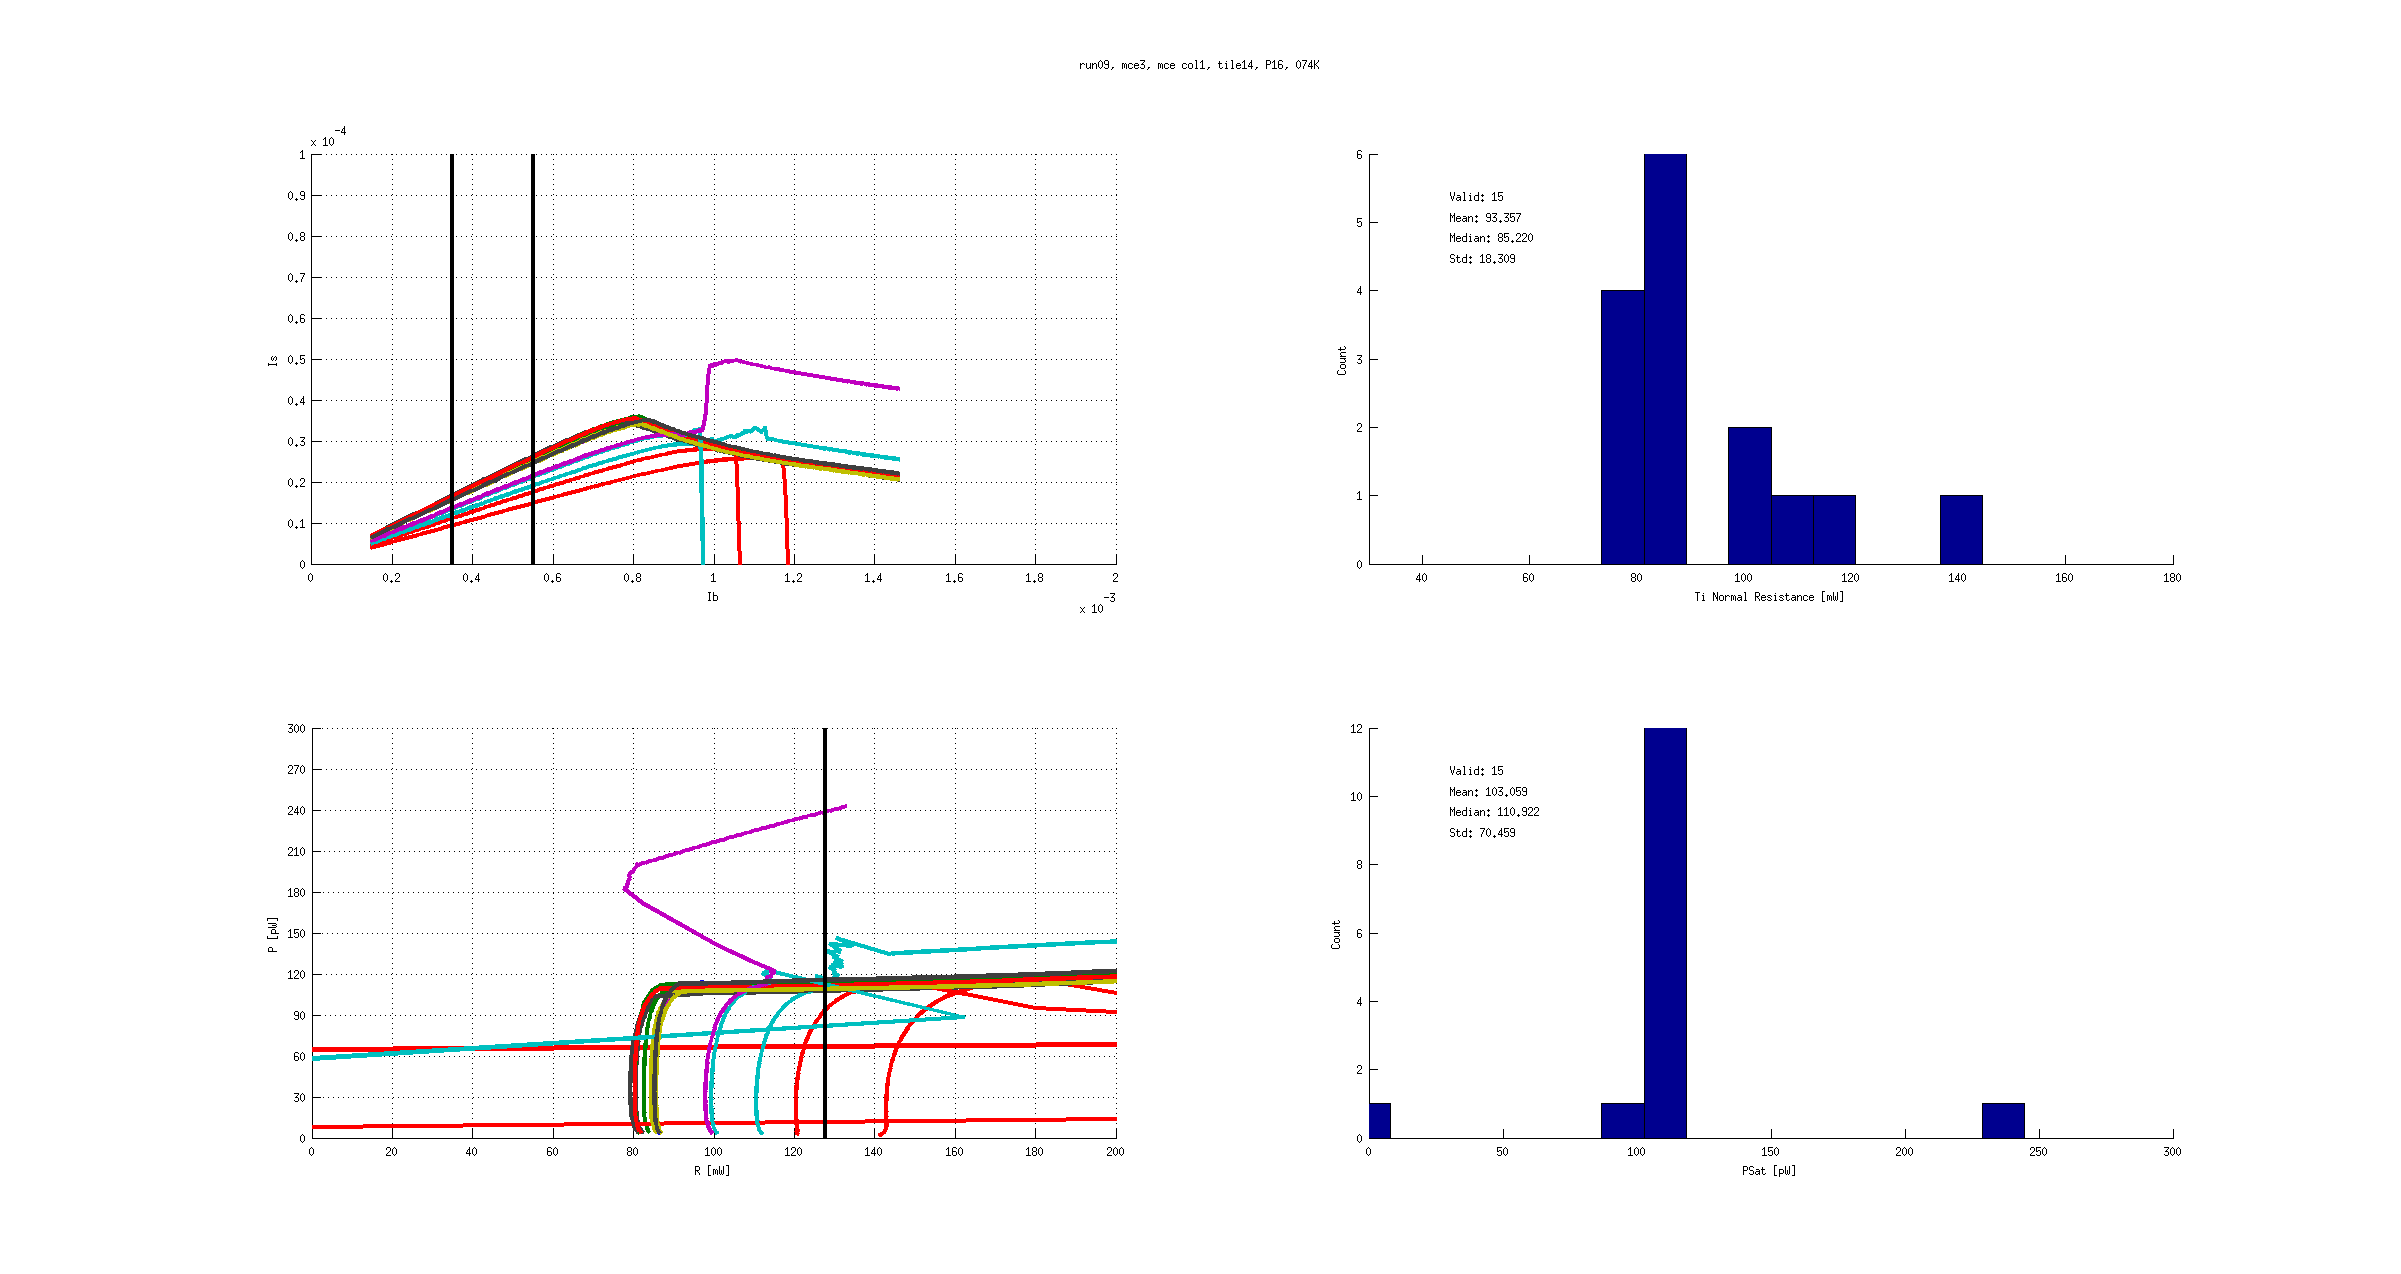 run09, mce3, mce col1, tile14, P16, 074K
x 10^-4
1
0.9
0.8
0.7
0.6
0.5
0.4
0.3
0.2
0.1
0
Is
0 0.2 0.4 0.6 0.8 1 1.2 1.4 1.6 1.8 2
Ib
x 10^-3
6
5
4
3
2
1
0
Count
Valid: 15
Mean: 93.357
Median: 85.220
Std: 18.309
40 60 80 100 120 140 160 180
Ti Normal Resistance [mW]
300
270
240
210
180
150
120
90
60
30
0
P [pW]
0 20 40 60 80 100 120 140 160 180 200
R [mW]
12
10
8
6
4
2
0
Count
Valid: 15
Mean: 103.059
Median: 110.922
Std: 70.459
0 50 100 150 200 250 300
PSat [pW]